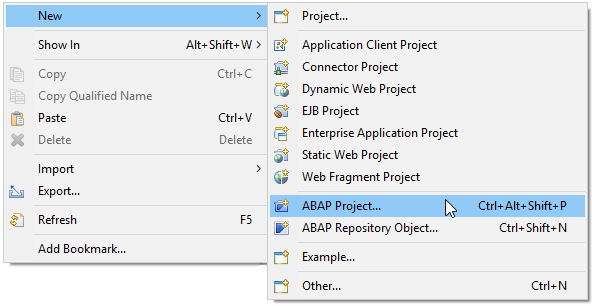 New
Show In Alt+Shift+W
Copy Ctrl+C
Copy Qualified Name
Paste Ctrl+V
Delete Delete
Import
Export...
Refresh F5
Add Bookmark...
Project...
Application Client Project
Connector Project
Dynamic Web Project
EJB Project
Enterprise Application Project
Static Web Project
Web Fragment Project
ABAP Project... Ctrl+Alt+Shift+P
ABAP Repository Object... Ctrl+Shift+N
Example...
Other... Ctrl+N